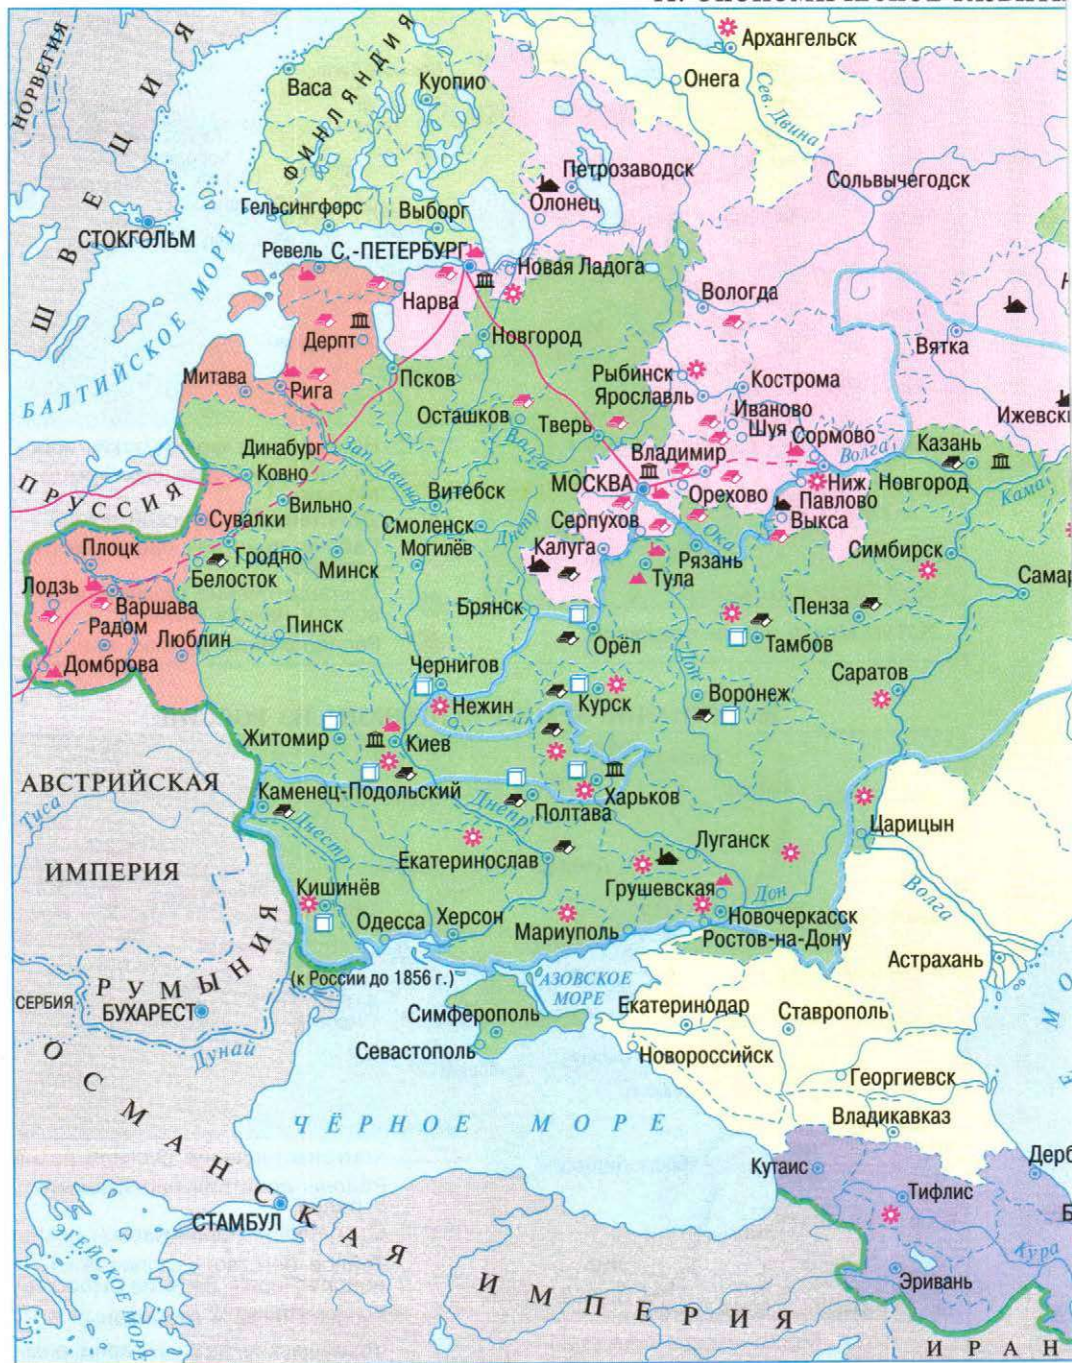 НОРВЕГИЯ
ШВЕЦИЯ
ФИНЛЯНДИЯ
Архангельск
Онега
Сев. Двина
Васа
Куопио
Петрозаводск
Олонец
Сольвычегодск
Гельсингфорс
Выборг
СТОКГОЛЬМ
Ревель
С.-ПЕТЕРБУРГ
Новая Ладога
Нарва
Вологда
БАЛТИЙСКОЕ МОРЕ
Дерпт
Новгород
Вятка
Митава
Рига
Псков
Рыбинск
Кострома
Ярославль
Осташков
Иваново
Ижевск
Тверь
Шуя
Сормово
Казань
Динабург
Зап. Двина
Волга
Владимир
Волга
Ковно
МОСКВА
Ниж. Новгород
Кама
ПРУССИЯ
Вильно
Витебск
Орехово
Павлово
Сувалки
Смоленск
Днепр
Серпухов
Ока
Выкса
Плоцк
Гродно
Могилёв
Калуга
Рязань
Симбирск
Лодзь
Белосток
Минск
Тула
Самар
Варшава
Брянск
Пенза
Радом
Люблин
Пинск
Орёл
Тамбов
Домброва
Чернигов
Дон
Саратов
Нежин
Курск
Воронеж
Житомир
Киев
АВСТРИЙСКАЯ ИМПЕРИЯ
Каменец-Подольский
Харьков
Тиса
Днестр
Днепр
Полтава
Луганск
Царицын
Екатеринослав
Волга
Грушевская
Дон
Кишинёв
Одесса
Херсон
Мариуполь
Новочеркасск
Ростов-на-Дону
Астрахань
(к России до 1856 г.)
АЗОВСКОЕ МОРЕ
РУМЫНИЯ
СЕРБИЯ
БУХАРЕСТ
Дунай
Симферополь
Екатеринодар
Ставрополь
Севастополь
Новороссийск
Георгиевск
ЧЁРНОЕ МОРЕ
Владикавказ
Кутаис
Дерб
Тифлис
СТАМБУЛ
ОСМАНСКАЯ ИМПЕРИЯ
ЭГЕЙСКОЕ МОРЕ
Кура
Эривань
ИРАН